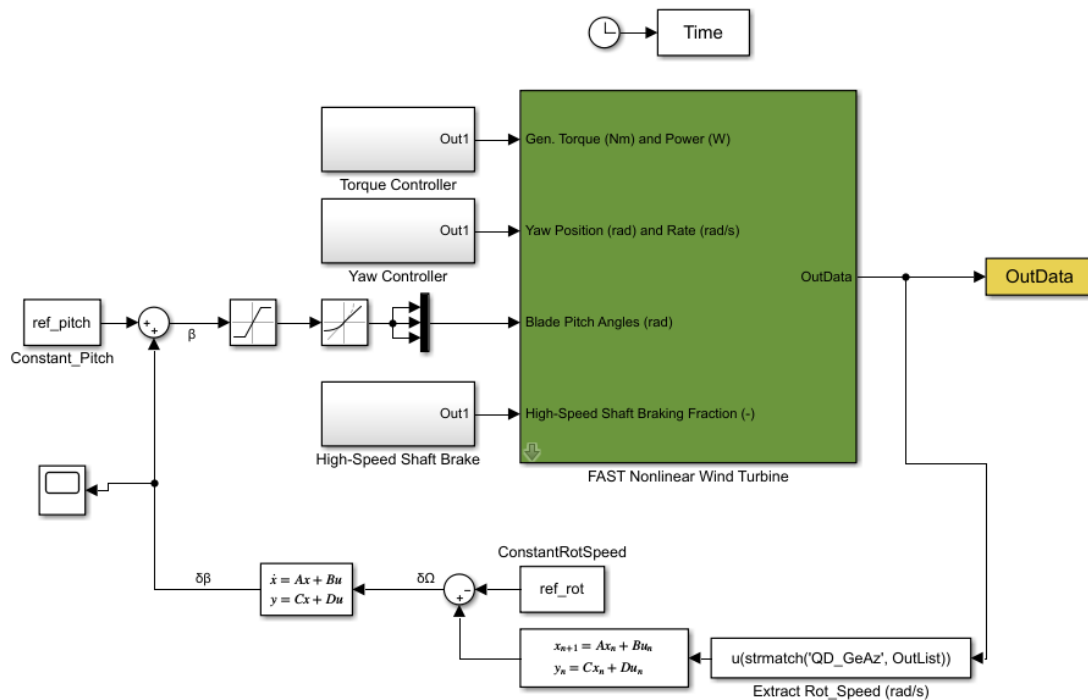 Time
Out1
Gen. Torque (Nm) and Power (W)
Torque Controller
Out1
Yaw Position (rad) and Rate (rad/s)
Yaw Controller
OutData
OutData
ref_pitch
+
+
β
Blade Pitch Angles (rad)
Constant_Pitch
Out1
High-Speed Shaft Braking Fraction (-)
High-Speed Shaft Brake
FAST Nonlinear Wind Turbine
ConstantRotSpeed
δβ
ẋ = Ax + Bu
y = Cx + Du
δΩ
−
+
ref_rot
xₙ₊₁ = Axₙ + Buₙ
yₙ = Cxₙ + Duₙ
u(strmatch('QD_GeAz', OutList))
Extract Rot_Speed (rad/s)